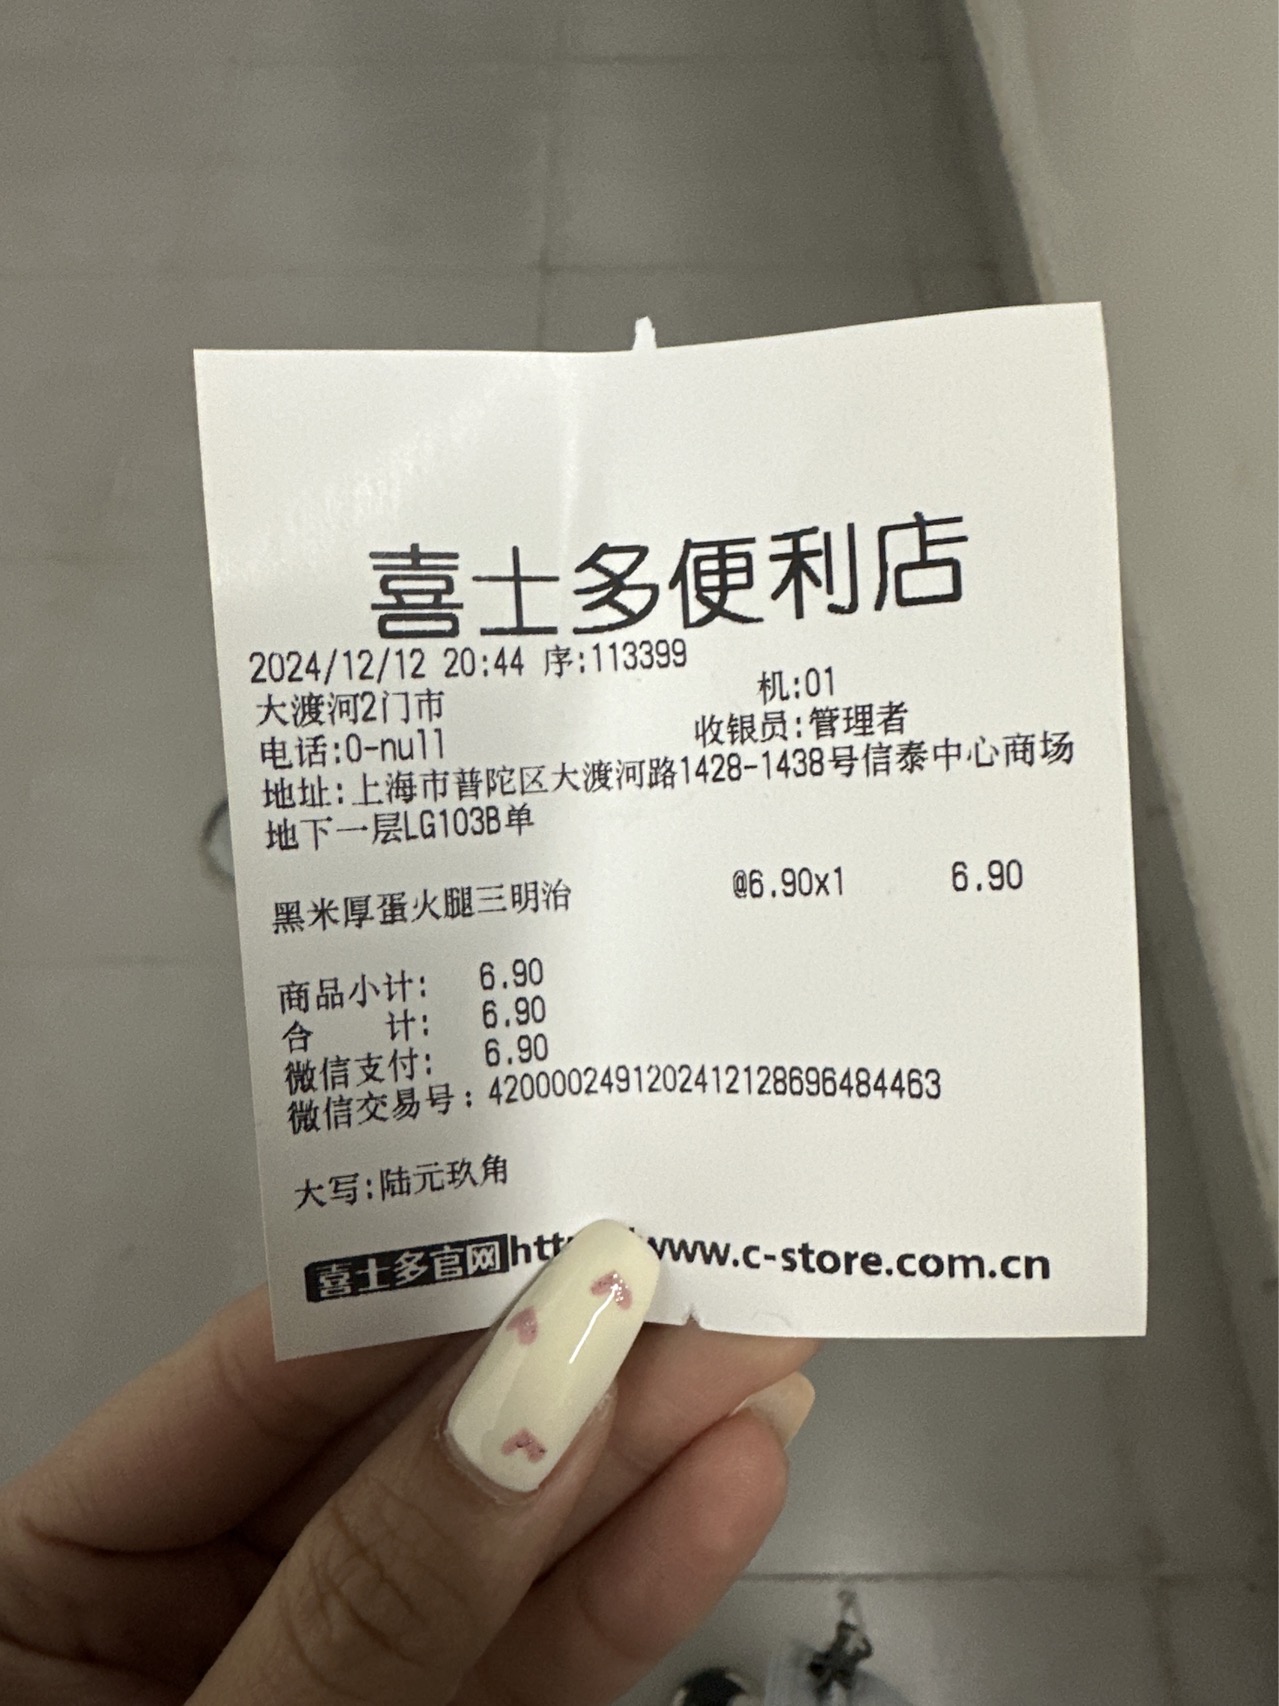 喜士多便利店
2024/12/12 20:44 序:113399
大渡河2门市 机:01
电话:0-null 收银员:管理者
地址:上海市普陀区大渡河路1428-1438号信泰中心商场
地下一层LG103B单
黑米厚蛋火腿三明治 @6.90x1 6.90
商品小计: 6.90
合 计: 6.90
微信支付: 6.90
微信交易号:4200002491202412128696484463
大写:陆元玖角
喜士多官网htt www.c-store.com.cn